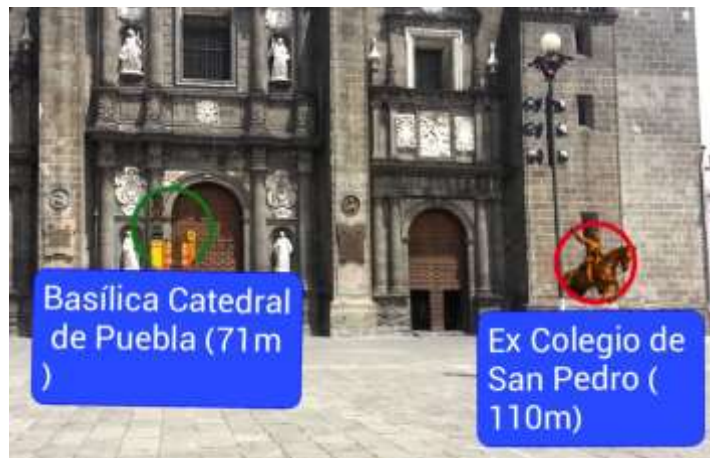 Basílica Catedral
de Puebla (71m
)
Ex Colegio de
San Pedro (
110m)